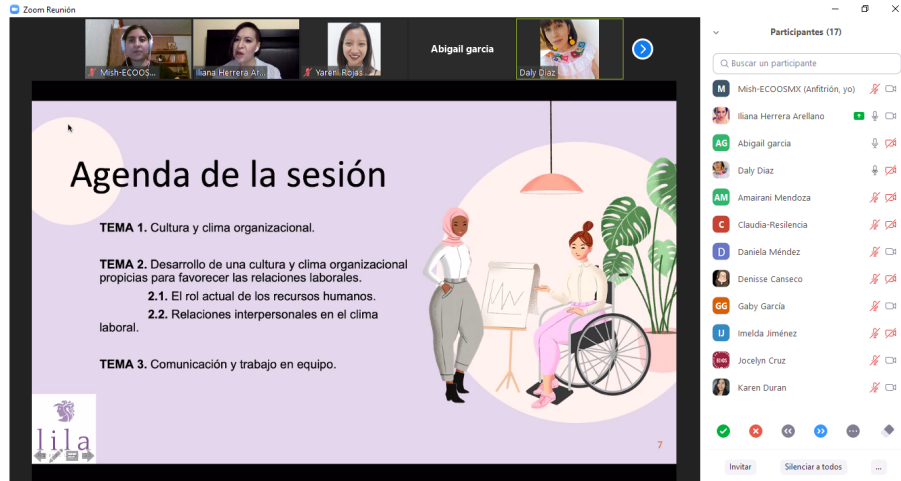 Zoom Reunión
Mish-ECOOS...
Iliana Herrera Ar...
Yareni Rojas
Abigail garcia
Daly Diaz
Agenda de la sesión
TEMA 1. Cultura y clima organizacional.
TEMA 2. Desarrollo de una cultura y clima organizacional
propicias para favorecer las relaciones laborales.
2.1. El rol actual de los recursos humanos.
2.2. Relaciones interpersonales en el clima
laboral.
TEMA 3. Comunicación y trabajo en equipo.
lila
7
Participantes (17)
Buscar un participante
M Mish-ECOOSMX (Anfitrión, yo)
Iliana Herrera Arellano
AG Abigail garcia
Daly Diaz
AM Amairani Mendoza
C Claudia-Resilencia
D Daniela Méndez
Denisse Canseco
GG Gaby García
IJ Imelda Jiménez
Jocelyn Cruz
Karen Duran
Invitar
Silenciar a todos
...